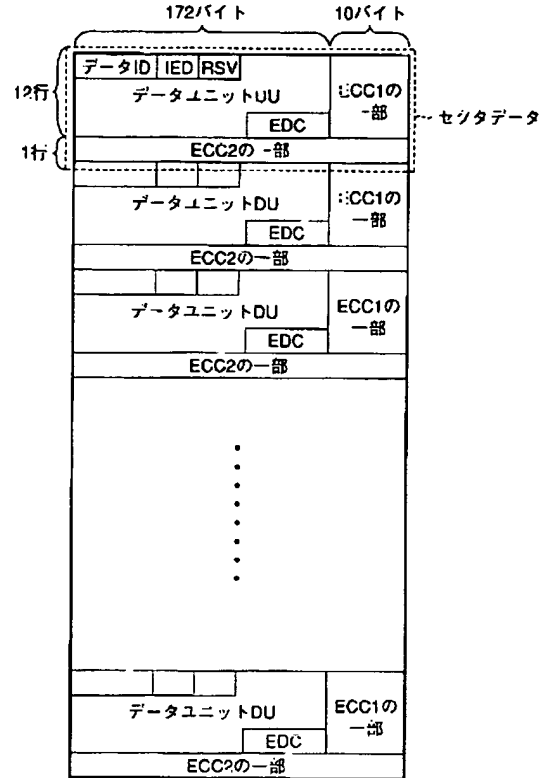 172バイト
10バイト
データID IED RSV
12行
データユニットDU
ECC1の
一部
EDC
セクタデータ
1行
ECC2の一部
データユニットDU
ECC1の
一部
EDC
ECC2の一部
データユニットDU
ECC1の
一部
EDC
ECC2の一部
データユニットDU
ECC1の
一部
EDC
ECC2の一部